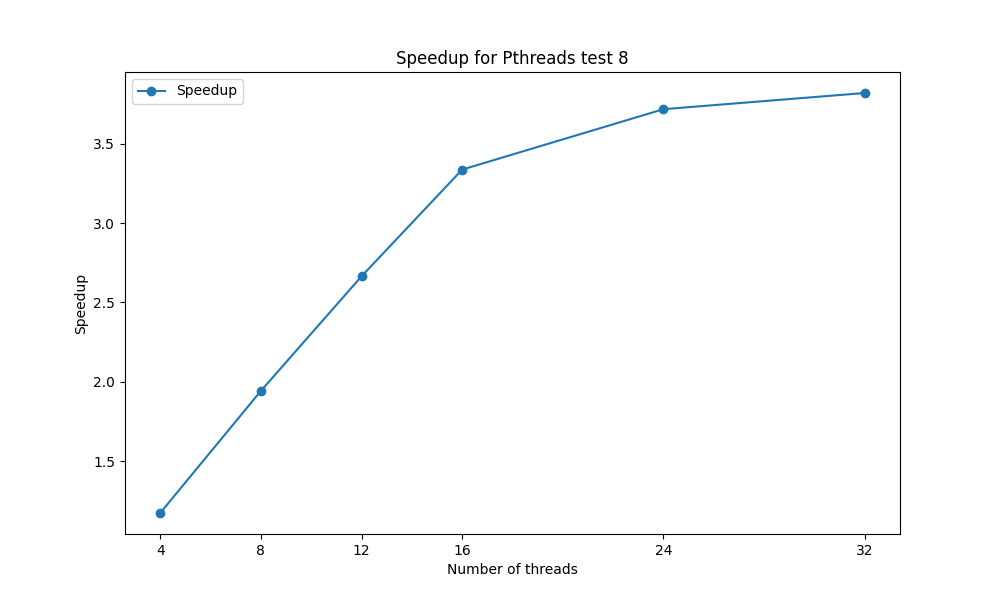 Speedup for Pthreads test 8
Speedup
3.5
3.0
2.5
2.0
1.5
Speedup
4 8 12 16 24 32
Number of threads